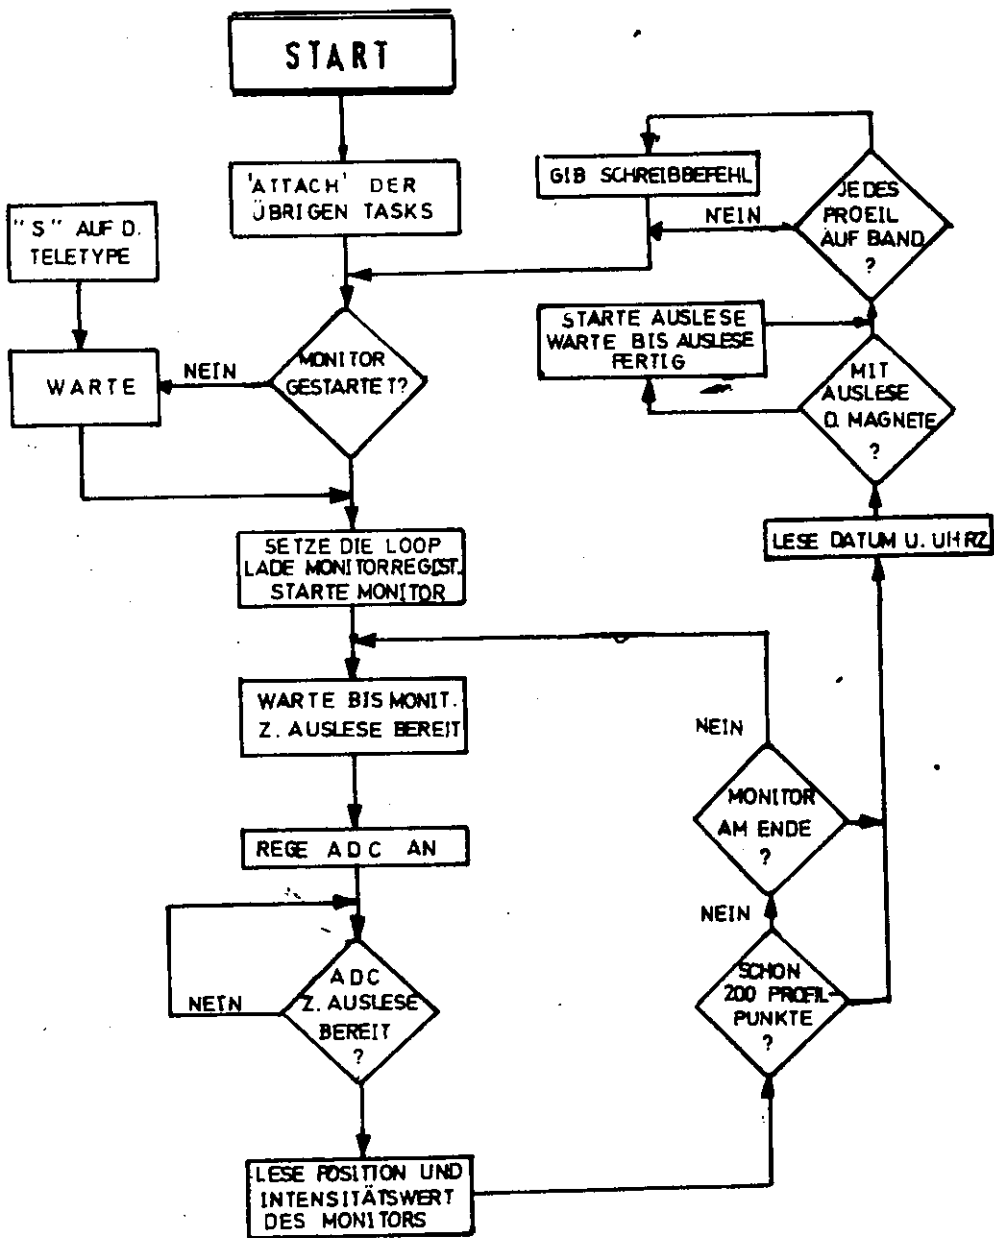 START
'ATTACH' DER
ÜBRIGEN TASKS
"S" AUF D.
TELETYPE
WARTE
NEIN
MONITOR
GESTARTET?
SETZE DIE LOOP
LADE MONITORREGIST.
STARTE MONITOR
WARTE BIS MONIT.
Z. AUSLESE BEREIT
REGE ADC AN
NEIN
ADC
Z. AUSLESE
BEREIT
?
LESE POSITION UND
INTENSITÄTSWERT
DES MONITORS
SCHON
200 PROFIL-
PUNKTE
?
NEIN
MONITOR
AM ENDE
?
NEIN
LESE DATUM U. UHRZ.
MIT
AUSLESE
D. MAGNETE
?
STARTE AUSLESE
WARTE BIS AUSLESE
FERTIG
JEDES
PROFIL
AUF BAND
?
NEIN
GIB SCHREIBBEFEHL